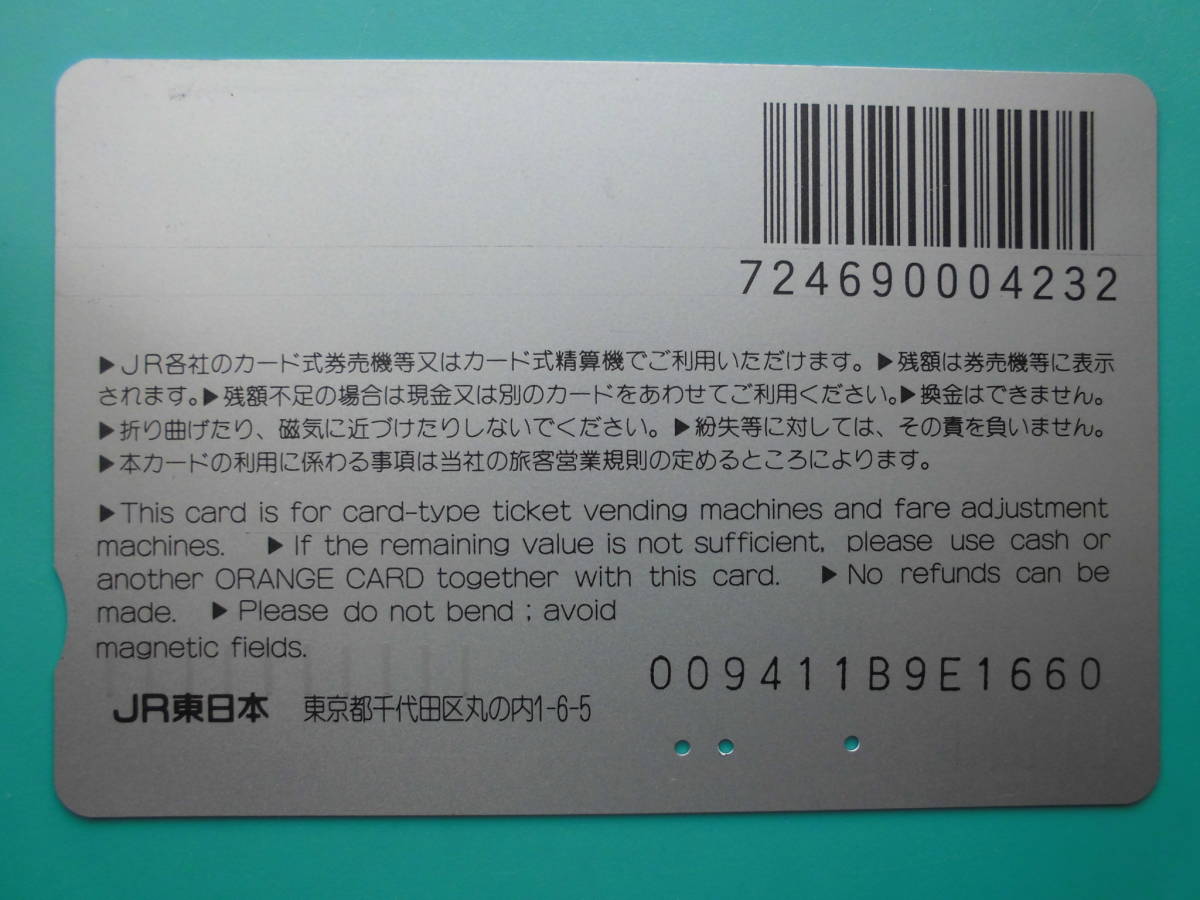 724690004232
▶JR各社のカード式券売機等又はカード式精算機でご利用いただけます。▶残額は券売機等に表示
されます。▶残額不足の場合は現金又は別のカードをあわせてご利用ください。▶換金はできません。
▶折り曲げたり、磁気に近づけたりしないでください。▶紛失等に対しては、その責を負いません。
▶本カードの利用に係わる事項は当社の旅客営業規則の定めるところによります。
▶This card is for card-type ticket vending machines and fare adjustment
machines. ▶If the remaining value is not sufficient, please use cash or
another ORANGE CARD together with this card. ▶No refunds can be
made. ▶Please do not bend ; avoid
magnetic fields.
009411B9E1660
JR東日本 東京都千代田区丸の内1-6-5